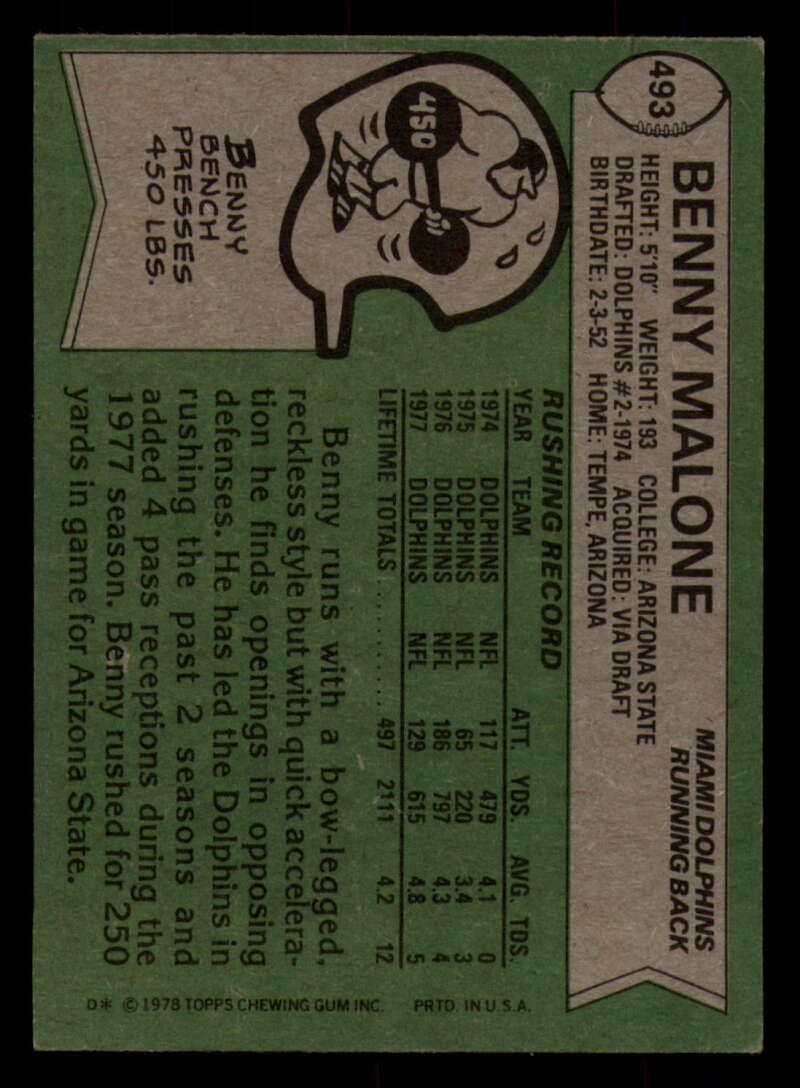 493
BENNY MALONE
MIAMI DOLPHINS
RUNNING BACK
HEIGHT: 5'10" WEIGHT: 193 COLLEGE: ARIZONA STATE
DRAFTED: DOLPHINS #2-1974 ACQUIRED: VIA DRAFT
BIRTHDATE: 2-3-52 HOME: TEMPE, ARIZONA
450
BENNY
BENCH
PRESSES
450 LBS.
RUSHING RECORD
YEAR TEAM ATT. YDS. AVG. TDS.
1974 DOLPHINS NFL 117 479 4.1 0
1975 DOLPHINS NFL 65 220 3.4 3
1976 DOLPHINS NFL 186 797 4.3 4
1977 DOLPHINS NFL 129 615 4.8 5
LIFETIME TOTALS ............ 497 2111 4.2 12
Benny runs with a bow-legged,
reckless style but with quick accelera-
tion he finds openings in opposing
defenses. He has led the Dolphins in
rushing the past 2 seasons and
added 4 pass receptions during the
1977 season. Benny rushed for 250
yards in game for Arizona State.
D* © 1978 TOPPS CHEWING GUM INC. PRTD. IN U.S.A.